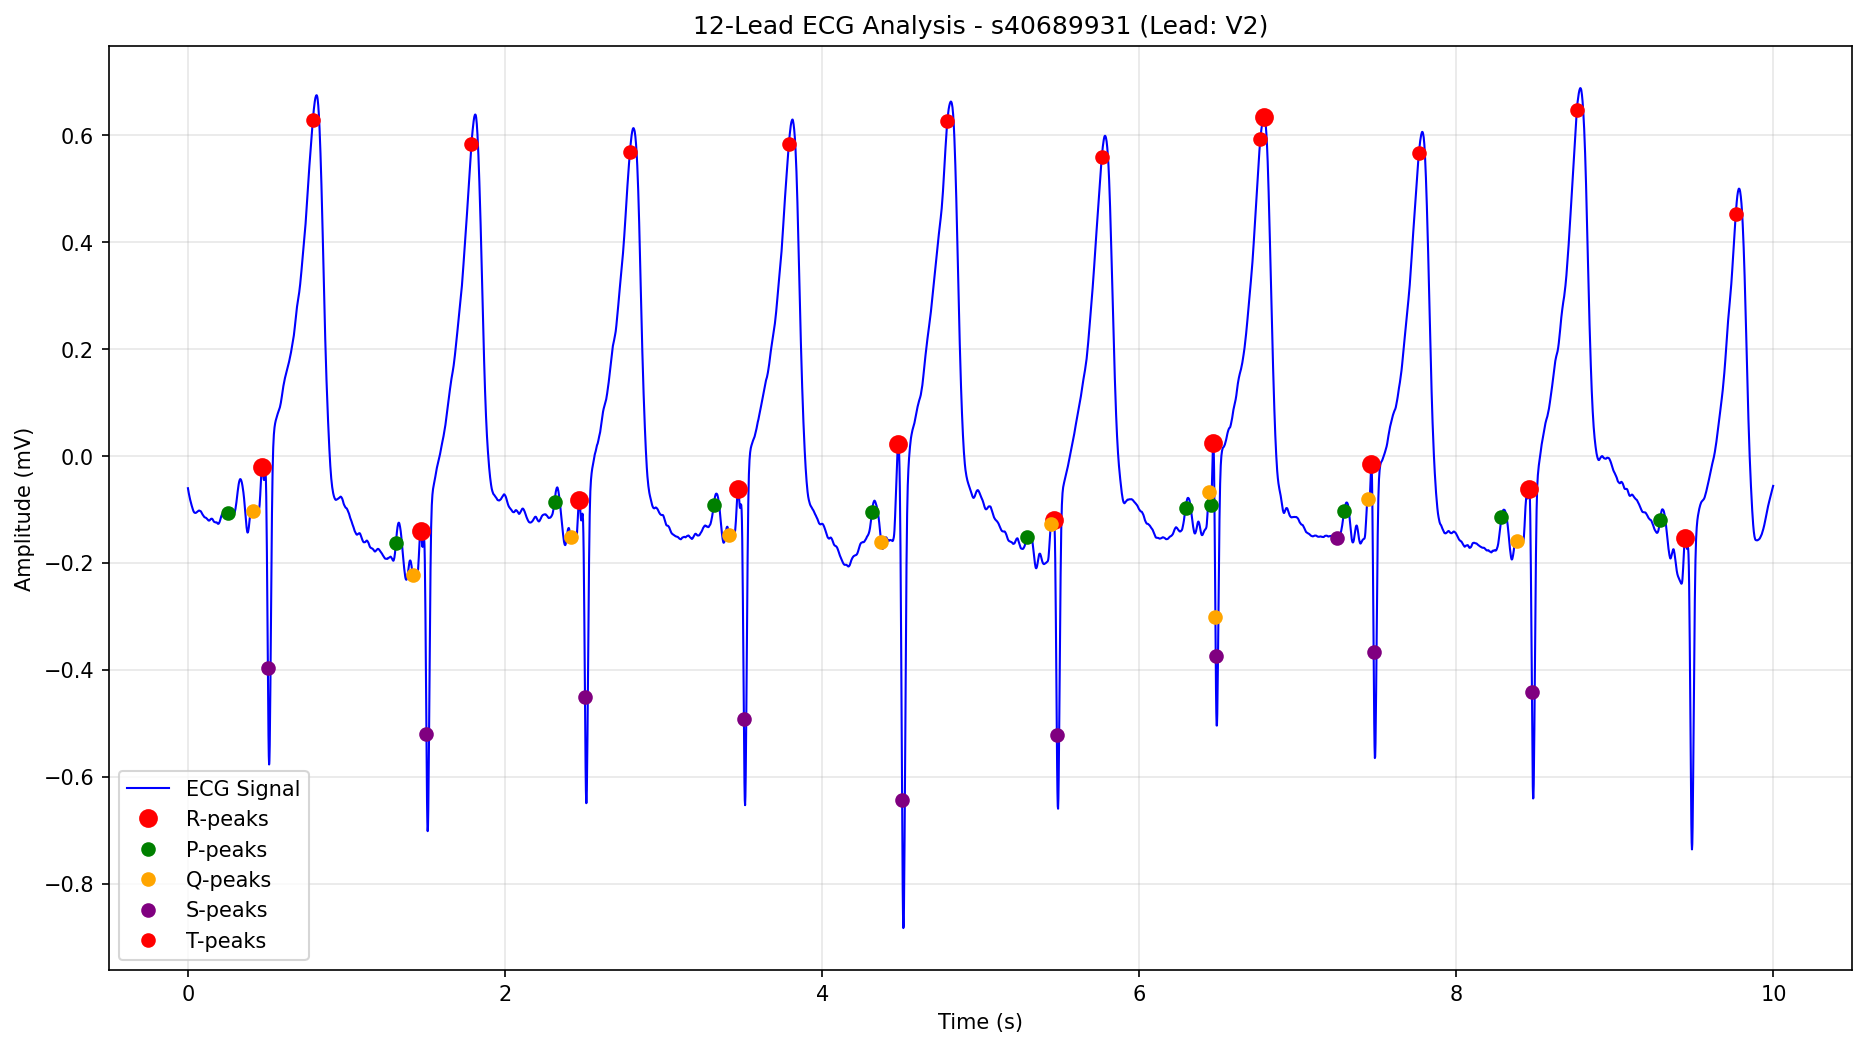 12-Lead ECG Analysis - s40689931 (Lead: V2)
Amplitude (mV)
0.6
0.4
0.2
0.0
−0.2
−0.4
−0.6
−0.8
ECG Signal
R-peaks
P-peaks
Q-peaks
S-peaks
T-peaks
0 2 4 6 8 10
Time (s)